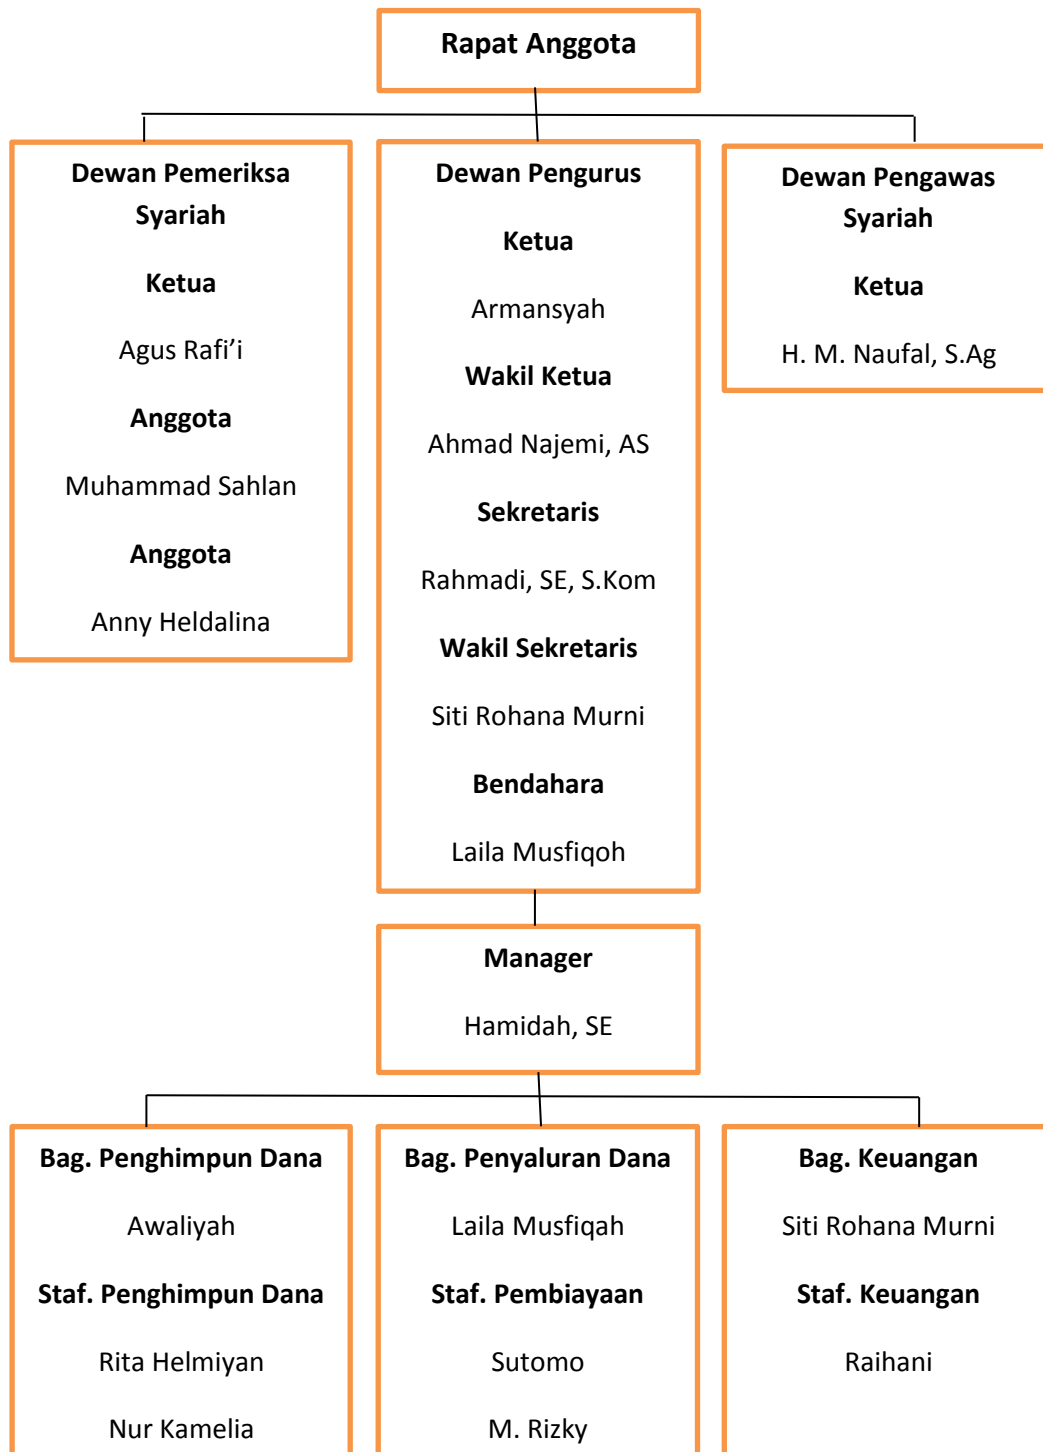 Rapat Anggota
Dewan Pemeriksa
Syariah
Ketua
Agus Rafi’i
Anggota
Muhammad Sahlan
Anggota
Anny Heldalina
Dewan Pengurus
Ketua
Armansyah
Wakil Ketua
Ahmad Najemi, AS
Sekretaris
Rahmadi, SE, S.Kom
Wakil Sekretaris
Siti Rohana Murni
Bendahara
Laila Musfiqoh
Dewan Pengawas
Syariah
Ketua
H. M. Naufal, S.Ag
Manager
Hamidah, SE
Bag. Penghimpun Dana
Awaliyah
Staf. Penghimpun Dana
Rita Helmiyan
Nur Kamelia
Bag. Penyaluran Dana
Laila Musfiqah
Staf. Pembiayaan
Sutomo
M. Rizky
Bag. Keuangan
Siti Rohana Murni
Staf. Keuangan
Raihani